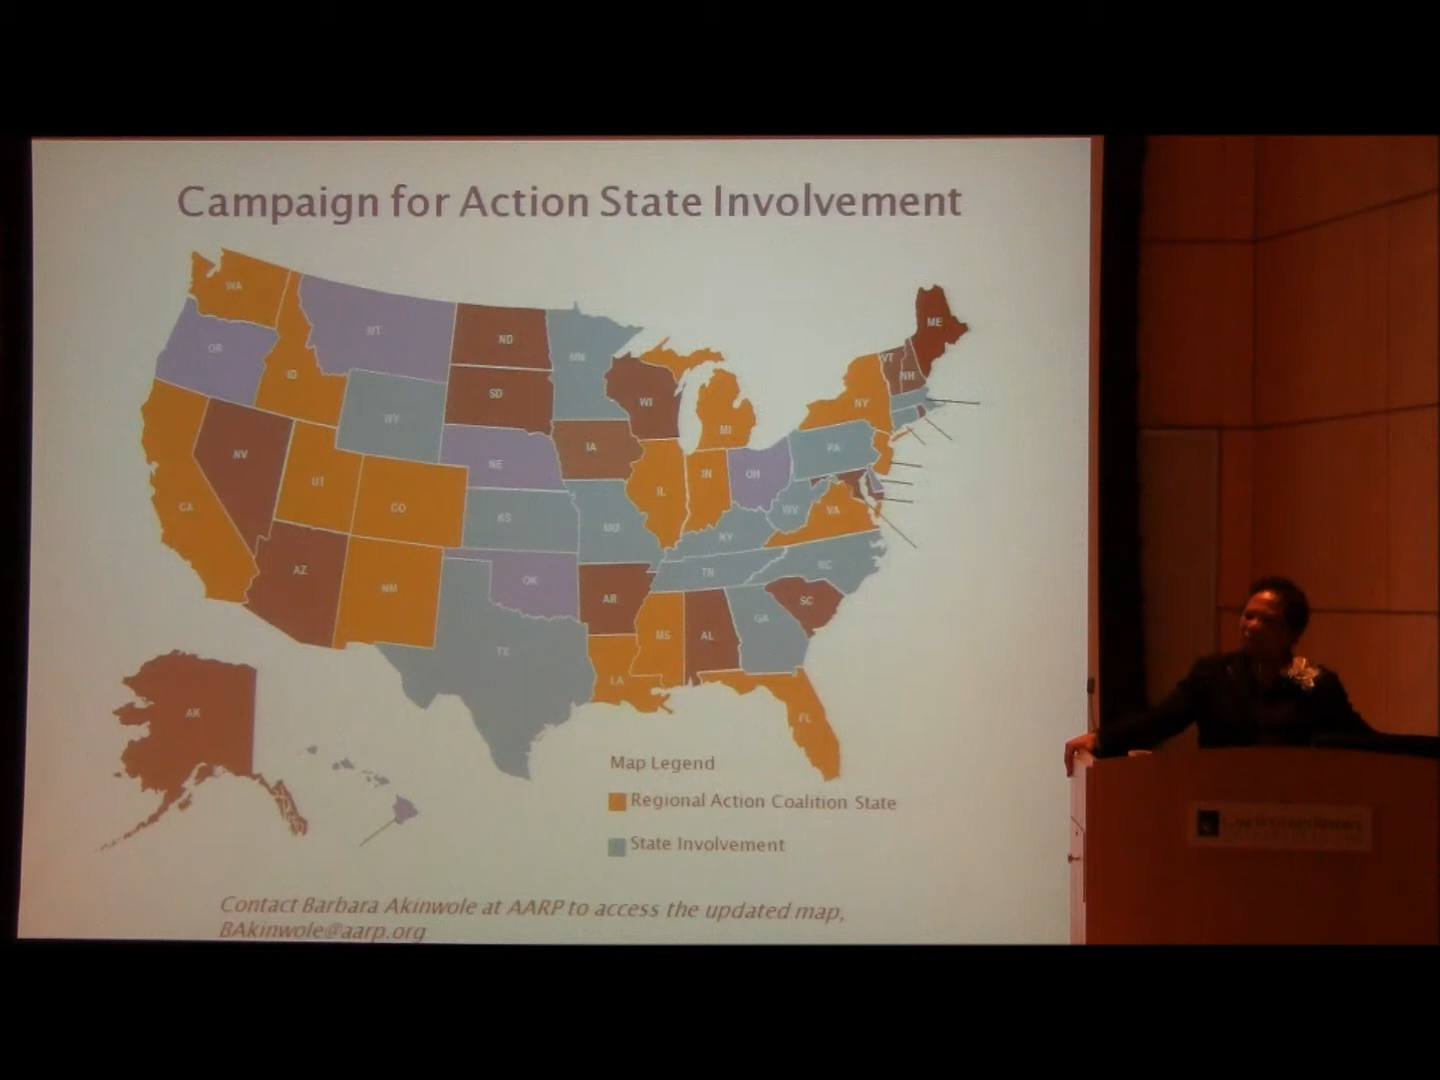 Campaign for Action State Involvement
WA
ME
MT
ND
OR
MN
VT
NH
ID
SD
WI
NY
WY
MI
IA
PA
NV
NE
IN
OH
UT
IL
CA
CO
KS
MO
WV
VA
KY
AZ
NC
TN
OK
NM
AR
SC
GA
MS
AL
TX
LA
AK
FL
Map Legend
Regional Action Coalition State
State Involvement
Contact Barbara Akinwole at AARP to access the updated map,
BAkinwole@aarp.org